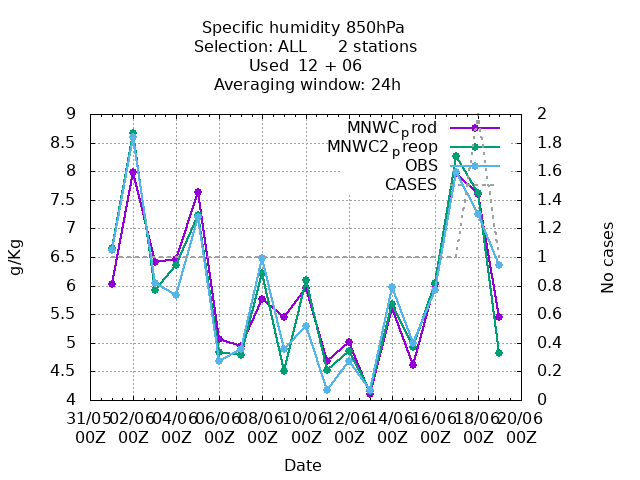 Specific humidity 850hPa
Selection: ALL      2 stations
Used  12 + 06
Averaging window: 24h
9 2
MNWCprod
8.5 1.8
MNWC2preop
8 1.6
OBS
CASES
7.5 1.4
7 1.2
6.5 1
6 0.8
5.5 0.6
5 0.4
4.5 0.2
4 0
g/Kg
No cases
31/05 02/06 04/06 06/06 08/06 10/06 12/06 14/06 16/06 18/06 20/06
00Z 00Z 00Z 00Z 00Z 00Z 00Z 00Z 00Z 00Z 00Z
Date